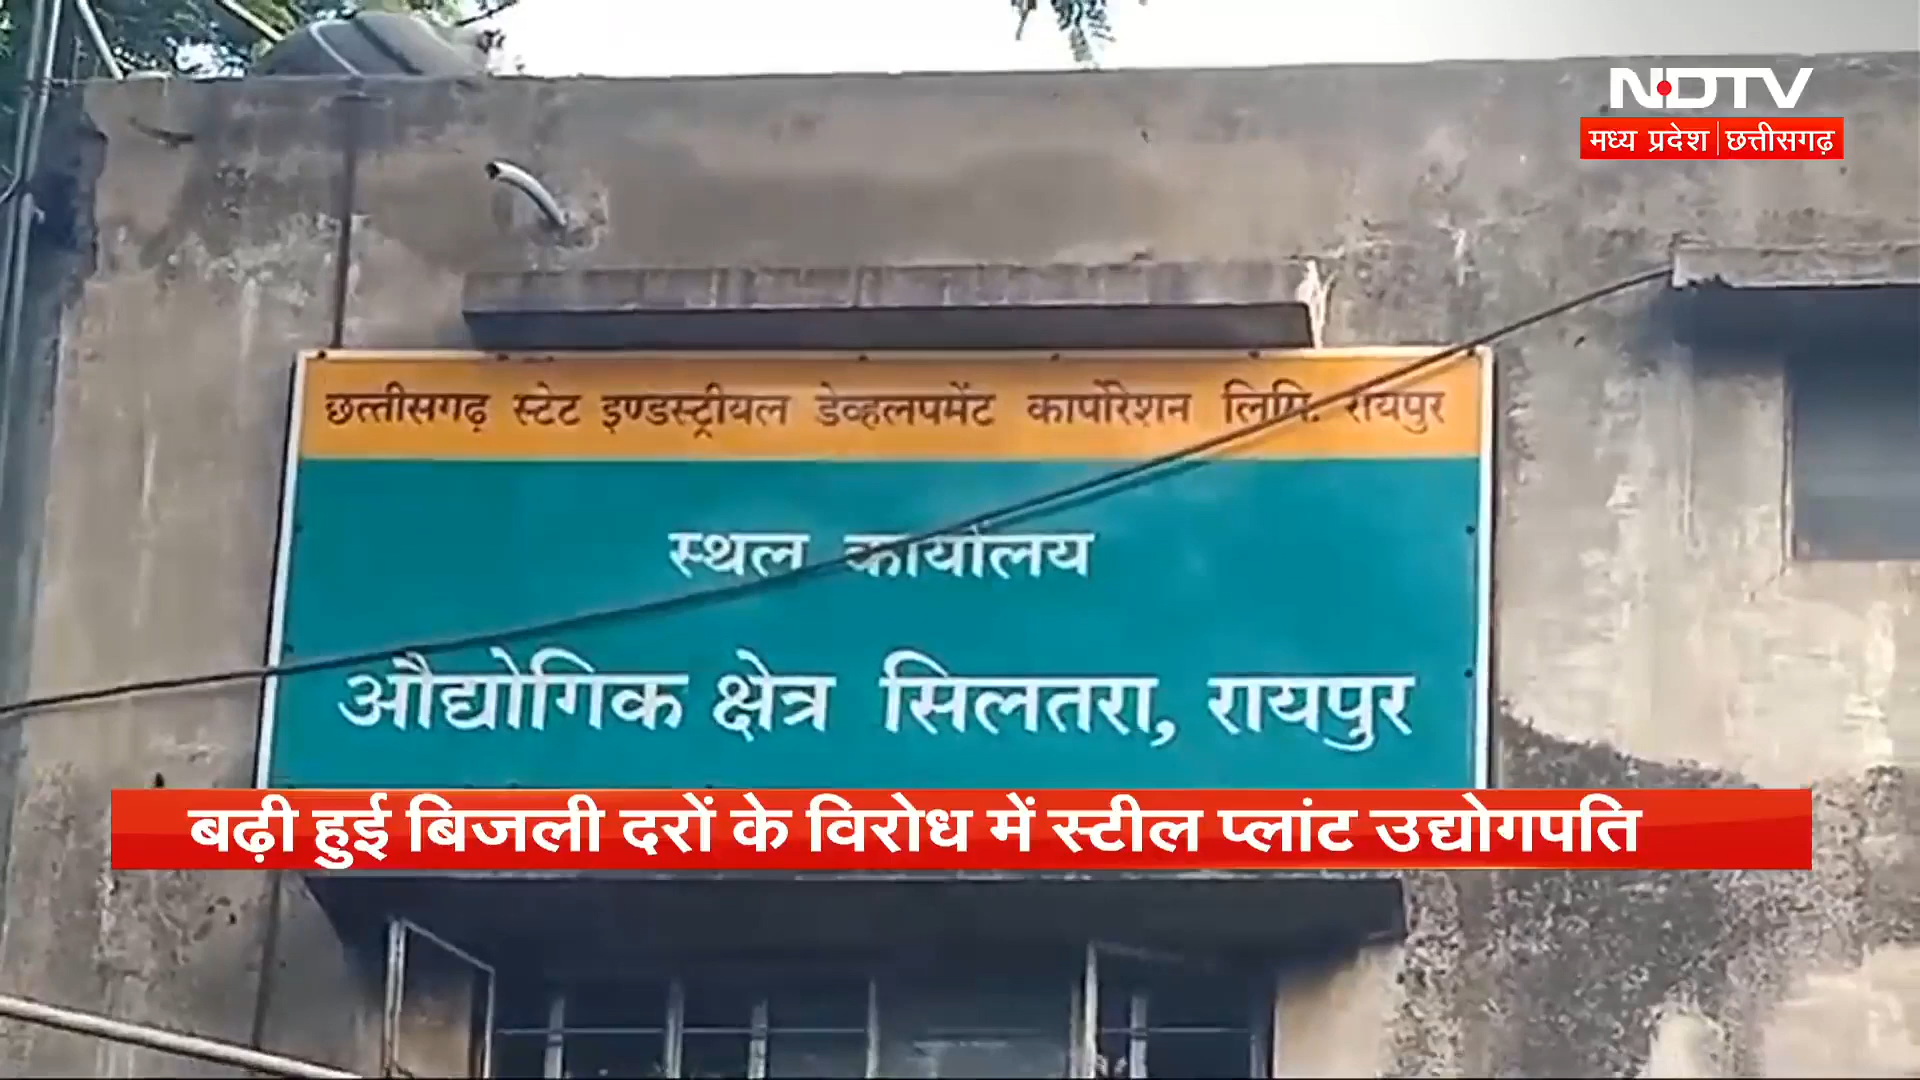 NDTV
मध्य प्रदेश | छत्तीसगढ़
छत्तीसगढ़ स्टेट इण्डस्ट्रीयल डेव्हलपमेंट कार्पोरेशन लिमि. रायपुर
स्थल कार्यालय
औद्योगिक क्षेत्र सिलतरा, रायपुर
बढ़ी हुई बिजली दरों के विरोध में स्टील प्लांट उद्योगपति